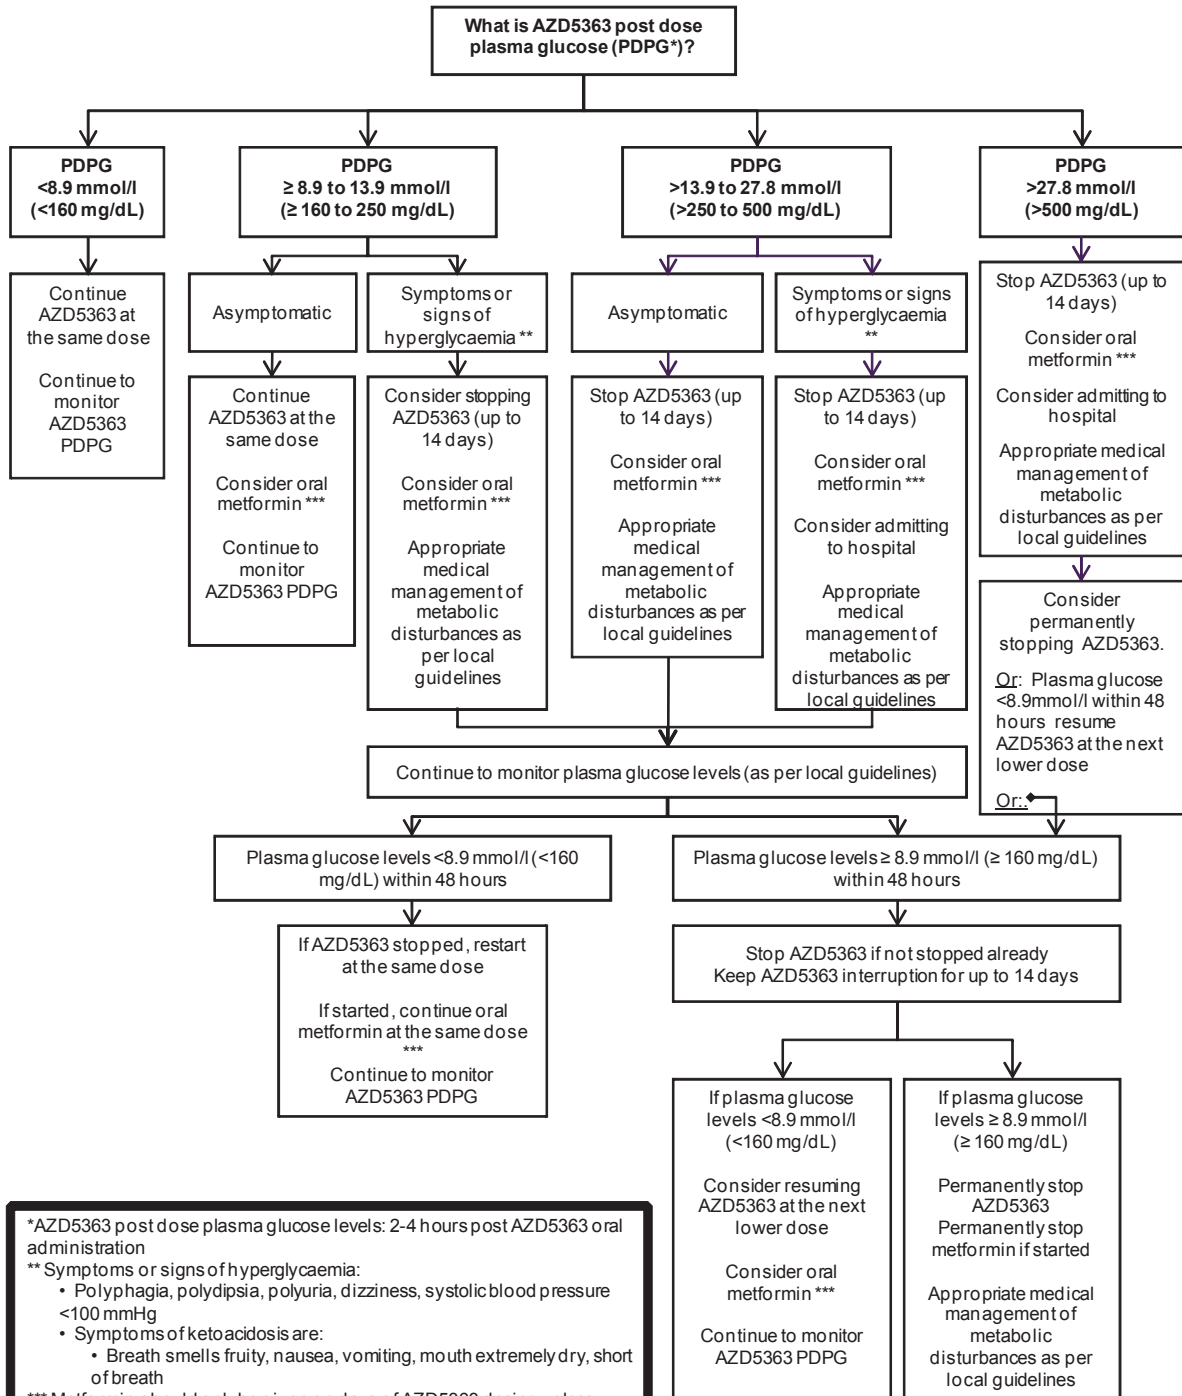 What is AZD5363 post dose
plasma glucose (PDPG*)?
PDPG
<8.9 mmol/l
(<160 mg/dL)
PDPG
≥ 8.9 to 13.9 mmol/l
(≥ 160 to 250 mg/dL)
PDPG
>13.9 to 27.8 mmol/l
(>250 to 500 mg/dL)
PDPG
>27.8 mmol/l
(>500 mg/dL)
Continue
AZD5363 at
the same dose
Continue to
monitor
AZD5363
PDPG
Asymptomatic
Symptoms or
signs of
hyperglycaemia **
Asymptomatic
Symptoms or signs
of hyperglycaemia
**
Stop AZD5363 (up to
14 days)
Consider oral
metformin ***
Consider admitting to
hospital
Appropriate medical
management of
metabolic
disturbances as per
local guidelines
Continue
AZD5363 at the
same dose
Consider oral
metformin ***
Continue to
monitor
AZD5363 PDPG
Consider stopping
AZD5363 (up to
14 days)
Consider oral
metformin ***
Appropriate
medical
management of
metabolic
disturbances as
per local
guidelines
Stop AZD5363 (up
to 14 days)
Consider oral
metformin ***
Appropriate
medical
management of
metabolic
disturbances as per
local guidelines
Stop AZD5363 (up
to 14 days)
Consider oral
metformin ***
Consider admitting
to hospital
Appropriate
medical
management of
metabolic
disturbances as per
local guidelines
Consider
permanently
stopping AZD5363.
Or: Plasma glucose
<8.9mmol/l within 48
hours resume
AZD5363 at the next
lower dose
Or:.
Continue to monitor plasma glucose levels (as per local guidelines)
Plasma glucose levels <8.9 mmol/l (<160
mg/dL) within 48 hours
Plasma glucose levels ≥ 8.9 mmol/l (≥ 160 mg/dL)
within 48 hours
If AZD5363 stopped, restart
at the same dose
If started, continue oral
metformin at the same dose
***
Continue to monitor
AZD5363 PDPG
Stop AZD5363 if not stopped already
Keep AZD5363 interruption for up to 14 days
If plasma glucose
levels <8.9 mmol/l
(<160 mg/dL)
Consider resuming
AZD5363 at the next
lower dose
Consider oral
metformin ***
Continue to monitor
AZD5363 PDPG
If plasma glucose
levels ≥ 8.9 mmol/l
(≥ 160 mg/dL)
Permanently stop
AZD5363
Permanently stop
metformin if started
Appropriate medical
management of
metabolic
disturbances as per
local guidelines
*AZD5363 post dose plasma glucose levels: 2-4 hours post AZD5363 oral
administration
** Symptoms or signs of hyperglycaemia:
• Polyphagia, polydipsia, polyuria, dizziness, systolic blood pressure
<100 mmHg
• Symptoms of ketoacidosis are:
• Breath smells fruity, nausea, vomiting, mouth extremely dry, short
of breath